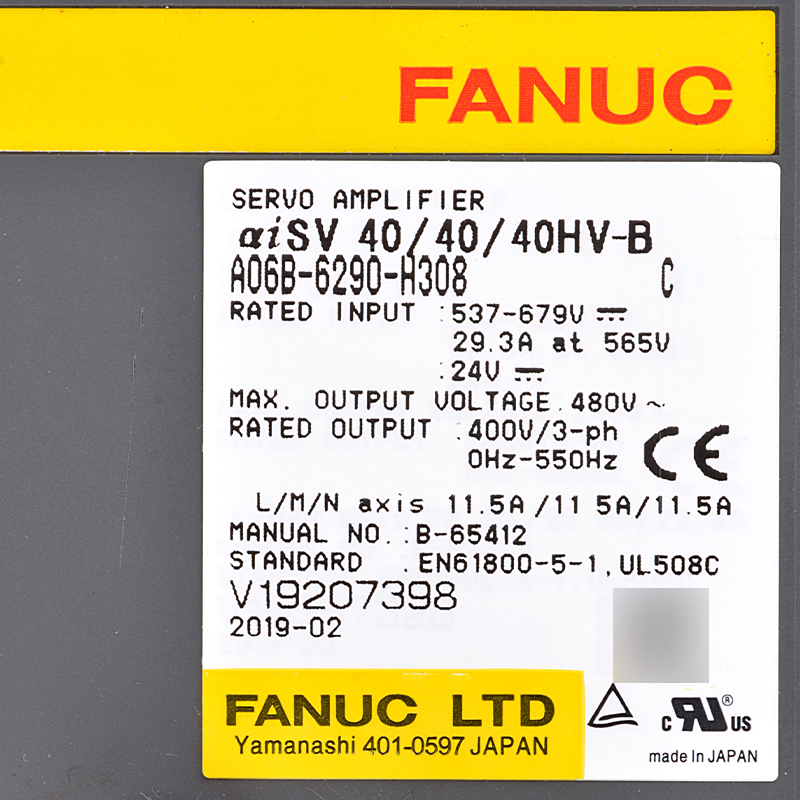 FANUC
SERVO AMPLIFIER
αiSV 40/40/40HV-B
A06B-6290-H308 C
RATED INPUT :537-679V ⎓
29.3A at 565V
:24V ⎓
MAX. OUTPUT VOLTAGE.480V ~
RATED OUTPUT :400V/3-ph
0Hz-550Hz
CE
L/M/N axis 11.5A/11 5A/11.5A
MANUAL NO.:B-65412
STANDARD .EN61800-5-1,UL508C
V19207398
2019-02
FANUC LTD
Yamanashi 401-0597 JAPAN
c RU ® US
made In JAPAN